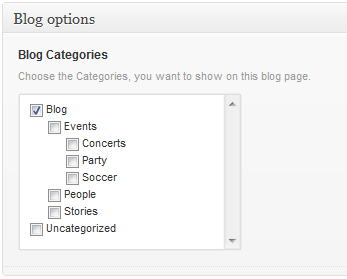 Blog options
Blog Categories
Choose the Categories, you want to show on this blog page.
Blog
Events
Concerts
Party
Soccer
People
Stories
Uncategorized